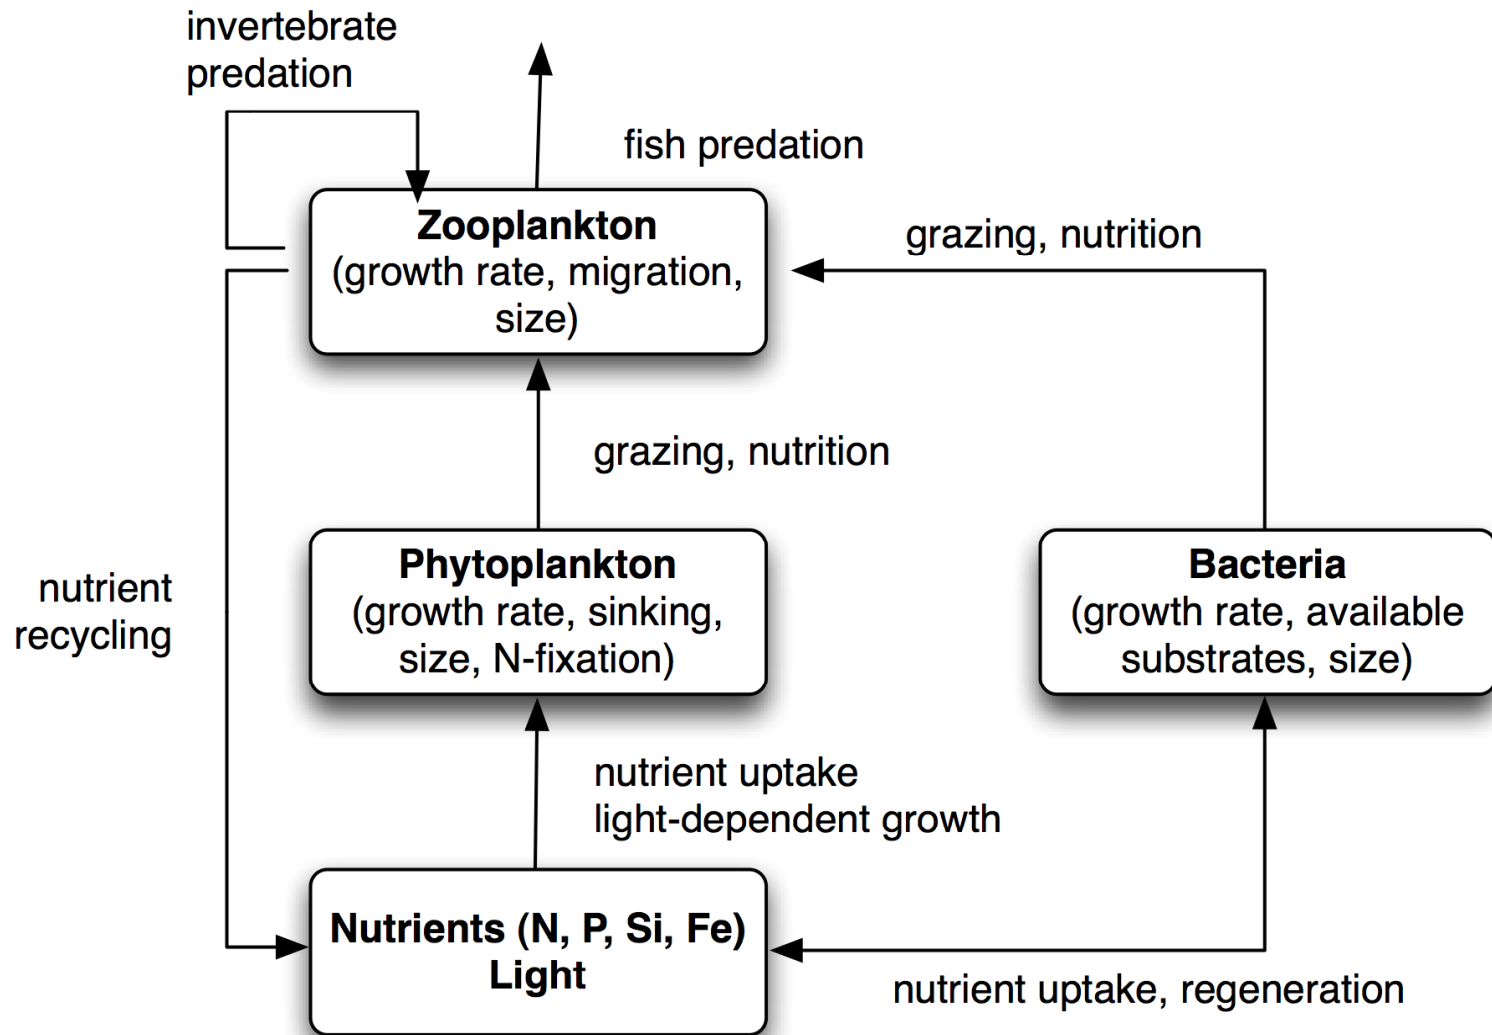 invertebrate
predation
fish predation
Zooplankton
(growth rate, migration,
size)
grazing, nutrition
grazing, nutrition
Phytoplankton
(growth rate, sinking,
size, N-fixation)
Bacteria
(growth rate, available
substrates, size)
nutrient
recycling
nutrient uptake
light-dependent growth
Nutrients (N, P, Si, Fe)
Light
nutrient uptake, regeneration